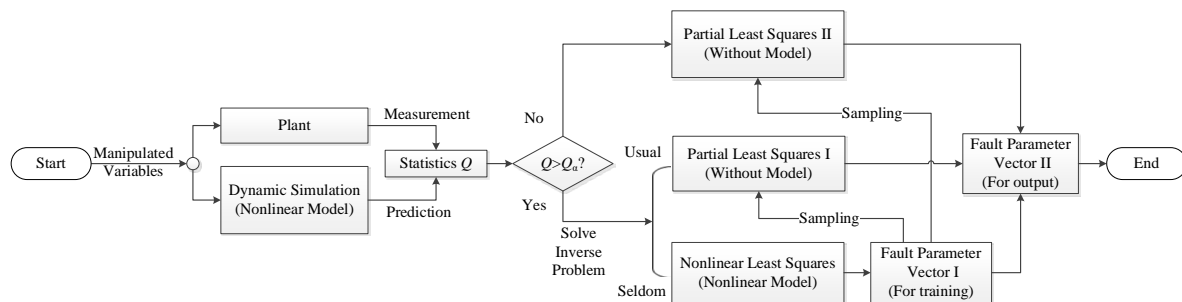 Start
Manipulated
Variables
Plant
Dynamic Simulation
(Nonlinear Model)
Measurement
Prediction
Statistics Q
Q>Qα?
No
Yes
Solve
Inverse
Problem
Usual
Seldom
Partial Least Squares II
(Without Model)
Sampling
Partial Least Squares I
(Without Model)
Sampling
Nonlinear Least Squares
(Nonlinear Model)
Fault Parameter
Vector I
(For training)
Fault Parameter
Vector II
(For output)
End